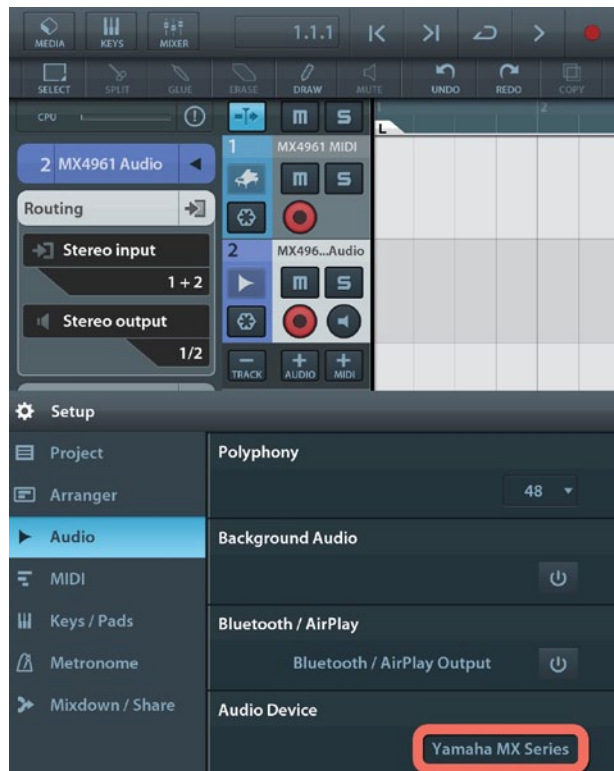 MEDIA KEYS MIXER 1.1.1
SELECT SPLIT GLUE ERASE DRAW MUTE UNDO REDO COPY
CPU m S 1 2
L
1 MX4961 MIDI
2 MX4961 Audio
m S
Routing
Stereo input
1 + 2
2 MX496...Audio
m S
Stereo output
1/2
TRACK AUDIO MIDI
Setup
Project
Arranger
Audio
MIDI
Keys / Pads
Metronome
Mixdown / Share
Polyphony
48
Background Audio
Bluetooth / AirPlay
Bluetooth / AirPlay Output
Audio Device
Yamaha MX Series